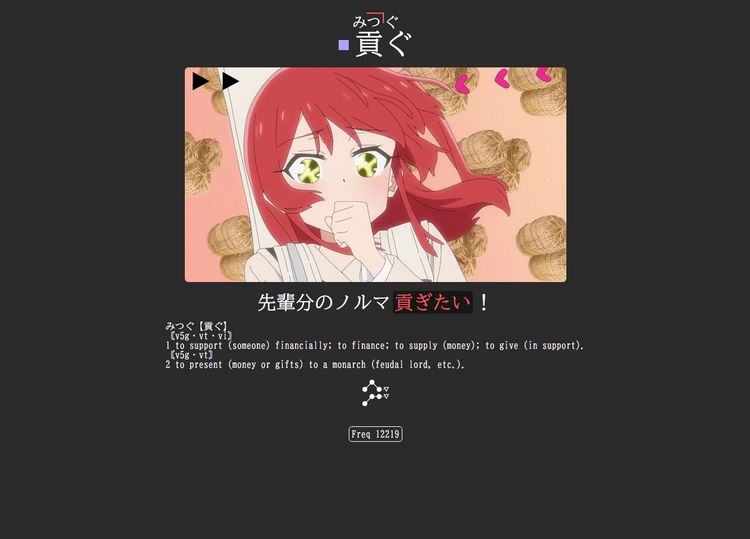 みつぐ
貢ぐ
先輩分のノルマ貢ぎたい！
みつぐ【貢ぐ】
〘v5g・vt・vi〙
1 to support (someone) financially; to finance; to supply (money); to give (in support).
〘v5g・vt〙
2 to present (money or gifts) to a monarch (feudal lord, etc.).
Freq 12219